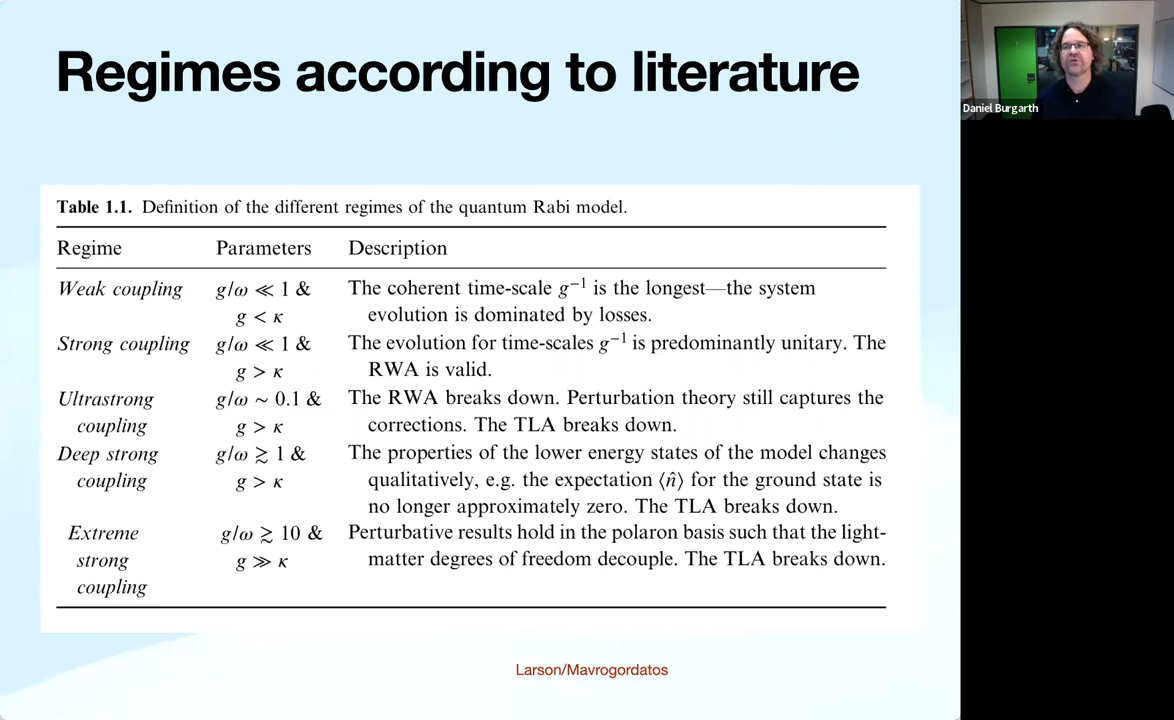 Regimes according to literature
Daniel Burgarth
Table 1.1. Definition of the different regimes of the quantum Rabi model.
Regime Parameters Description
Weak coupling g/ω ≪ 1 & The coherent time-scale g⁻¹ is the longest—the system
g < κ evolution is dominated by losses.
Strong coupling g/ω ≪ 1 & The evolution for time-scales g⁻¹ is predominantly unitary. The
g > κ RWA is valid.
Ultrastrong g/ω ~ 0.1 & The RWA breaks down. Perturbation theory still captures the
coupling g > κ corrections. The TLA breaks down.
Deep strong g/ω ≳ 1 & The properties of the lower energy states of the model changes
coupling g > κ qualitatively, e.g. the expectation ⟨n̂⟩ for the ground state is
no longer approximately zero. The TLA breaks down.
Extreme g/ω ≳ 10 & Perturbative results hold in the polaron basis such that the light-
strong g ≫ κ matter degrees of freedom decouple. The TLA breaks down.
coupling
Larson/Mavrogordatos